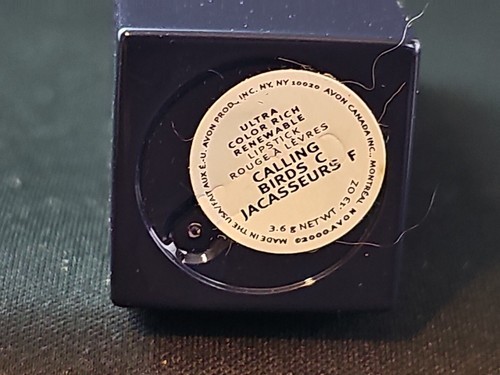 ULTRA
COLOR RICH
RENEWABLE
LIPSTICK
ROUGE À LÈVRES
CALLING
BIRDS C
JACASSEURS F
3.6 g NET WT. .13 OZ
MADE IN THE USA/FAIT AUX É.-U. AVON PROD., INC. NY, NY 10020 AVON CANADA INC., MONTRÉAL
©2000 AVON